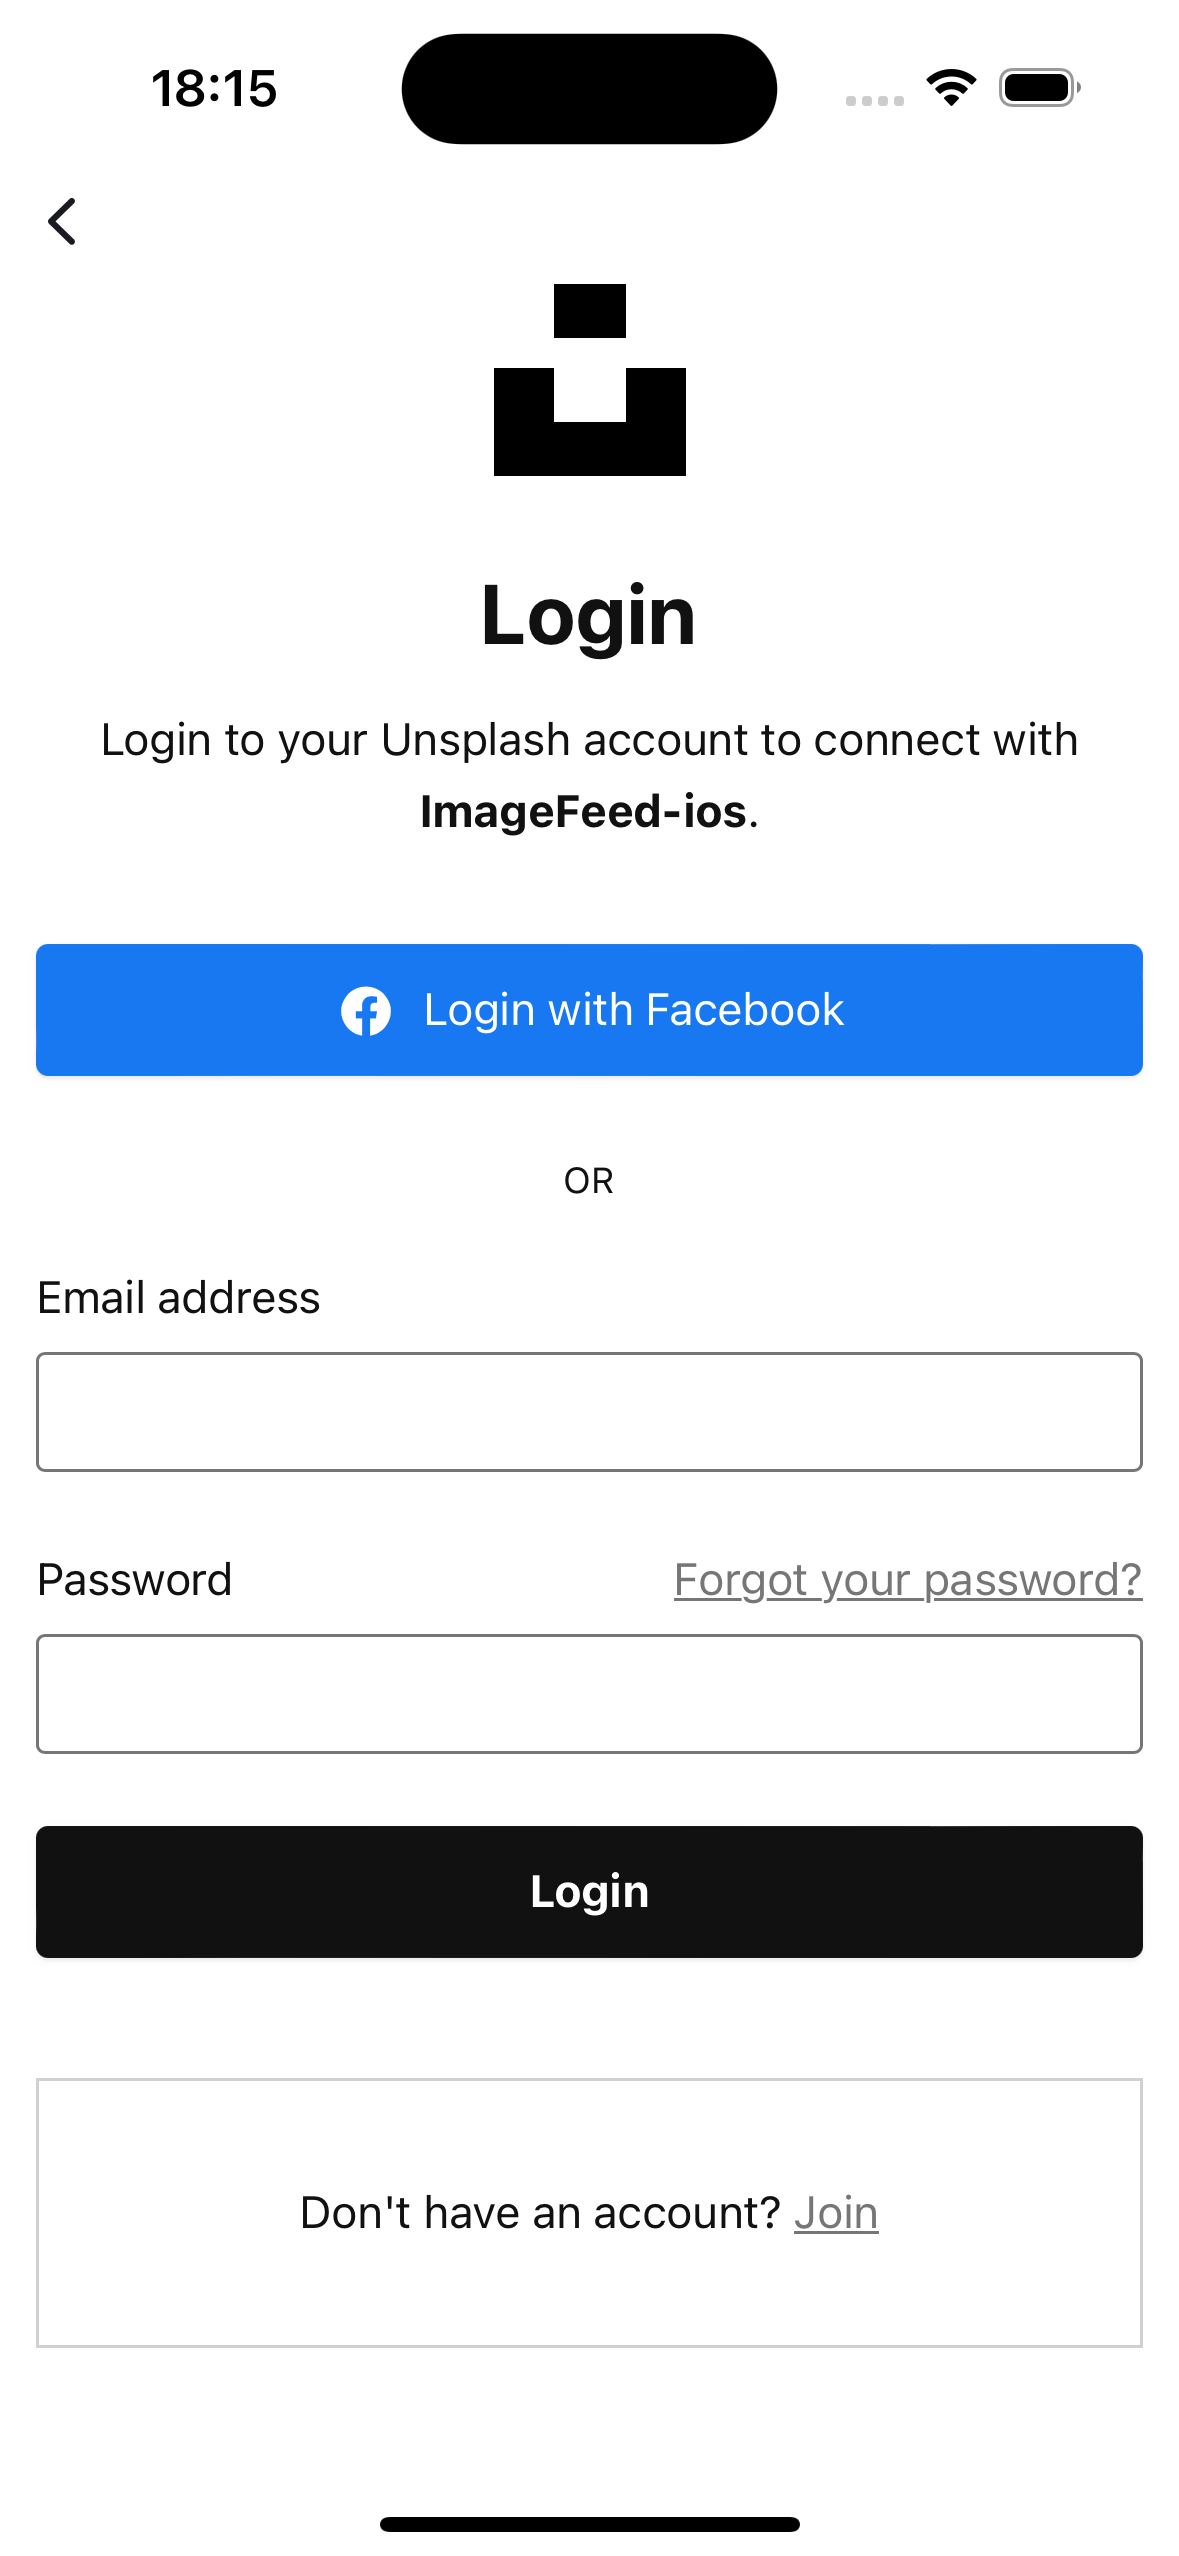 18:15
Login
Login to your Unsplash account to connect with
ImageFeed-ios.
Login with Facebook
OR
Email address
Password
Forgot your password?
Login
Don't have an account? Join